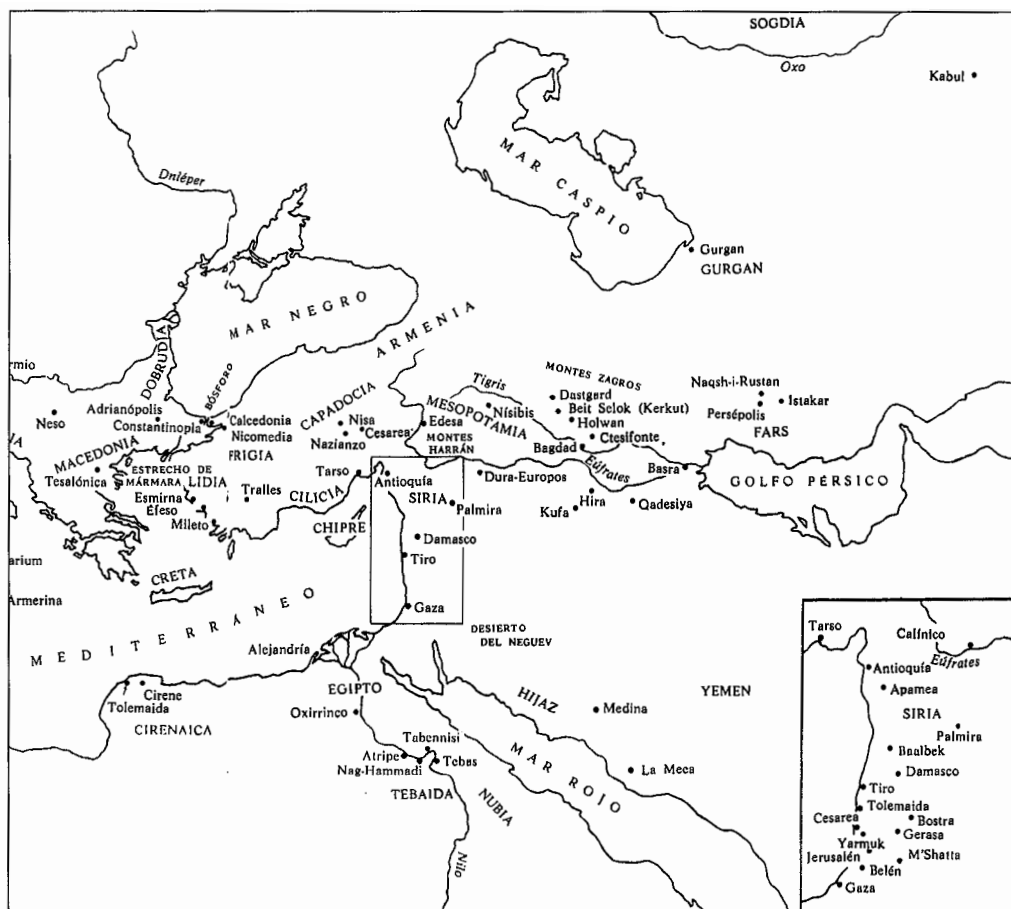 SOGDIA
Oxo
Kabul
Dniéper
MAR CASPIO
Gurgan
GURGAN
MAR NEGRO
ARMENIA
DOBRUDIA
BÓSFORO
rmio
Neso
Adrianópolis
Constantinopla
Calcedonia
Nicomedia
FRIGIA
CAPADOCIA
Nisa
Nazianzo
Cesarea
Edesa
MESOPOTAMIA
MONTES
HARRÁN
Tigris
Nísibis
MONTES ZAGROS
Dastgard
Beit Selok (Kerkut)
Holwan
Ctesifonte
Bagdad
Éufrates
Basra
Naqsh-i-Rustan
Persépolis
Istakar
FARS
GOLFO PÉRSICO
NA
MACEDONIA
Tesalónica
ESTRECHO DE
MÁRMARA
LIDIA
Esmirna
Éfeso
Mileto
Tralles
CILICIA
Tarso
CHIPRE
Antioquía
SIRIA
Palmira
Damasco
Tiro
Gaza
Dura-Europos
Hira
Kufa
Qadesiya
arium
Armerina
CRETA
MEDITERRÁNEO
DESIERTO
DEL NEGUEV
Alejandría
Cirene
Tolemaida
CIRENAICA
EGIPTO
Oxirrinco
Tabennisi
Atripe
Nag-Hammadi
Tebas
TEBAIDA
NUBIA
Nilo
MAR ROJO
HIJAZ
Medina
La Meca
YEMEN
Tarso
Calínico
Éufrates
Antioquía
Apamea
SIRIA
Palmira
Baalbek
Damasco
Tiro
Tolemaida
Cesarea
Bostra
Gerasa
Yarmuk
Jerusalén
M'Shatta
Belén
Gaza